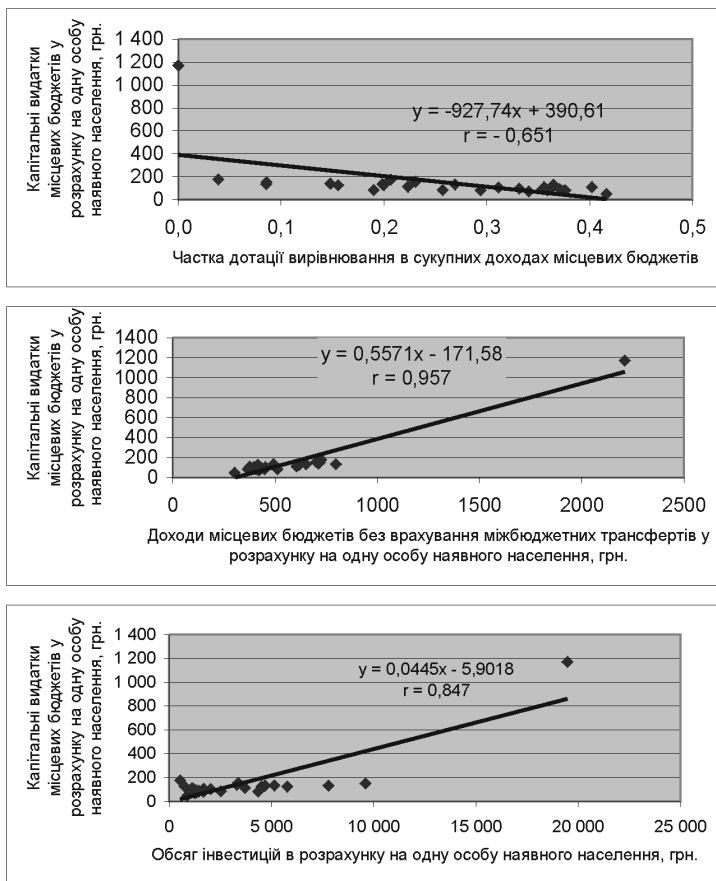 Капітальні видатки
місцевих бюджетів у
розрахунку на одну особу
наявного населення, грн.
1 400
1 200
1 000
800
600
400
200
0
y = -927,74x + 390,61
r = - 0,651
0,0 0,1 0,2 0,3 0,4 0,5
Частка дотації вирівнювання в сукупних доходах місцевих бюджетів
Капітальні видатки
місцевих бюджетів у
розрахунку на одну особу
наявного населення, грн.
1400
1200
1000
800
600
400
200
0
y = 0,5571x - 171,58
r = 0,957
0 500 1000 1500 2000 2500
Доходи місцевих бюджетів без врахування міжбюджетних трансфертів у
розрахунку на одну особу наявного населення, грн.
Капітальні видатки
місцевих бюджетів у
розрахунку на одну особу
наявного населення, грн.
1 400
1 200
1 000
800
600
400
200
0
y = 0,0445x - 5,9018
r = 0,847
0 5 000 10 000 15 000 20 000 25 000
Обсяг інвестицій в розрахунку на одну особу наявного населення, грн.